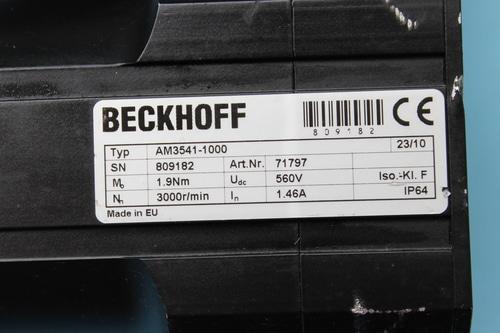 BECKHOFF
809182
CE
Typ AM3541-1000 23/10
SN 809182 Art.Nr. 71797
M₀ 1.9Nm Udc 560V Iso.-Kl. F
Nn 3000r/min In 1.46A IP64
Made in EU